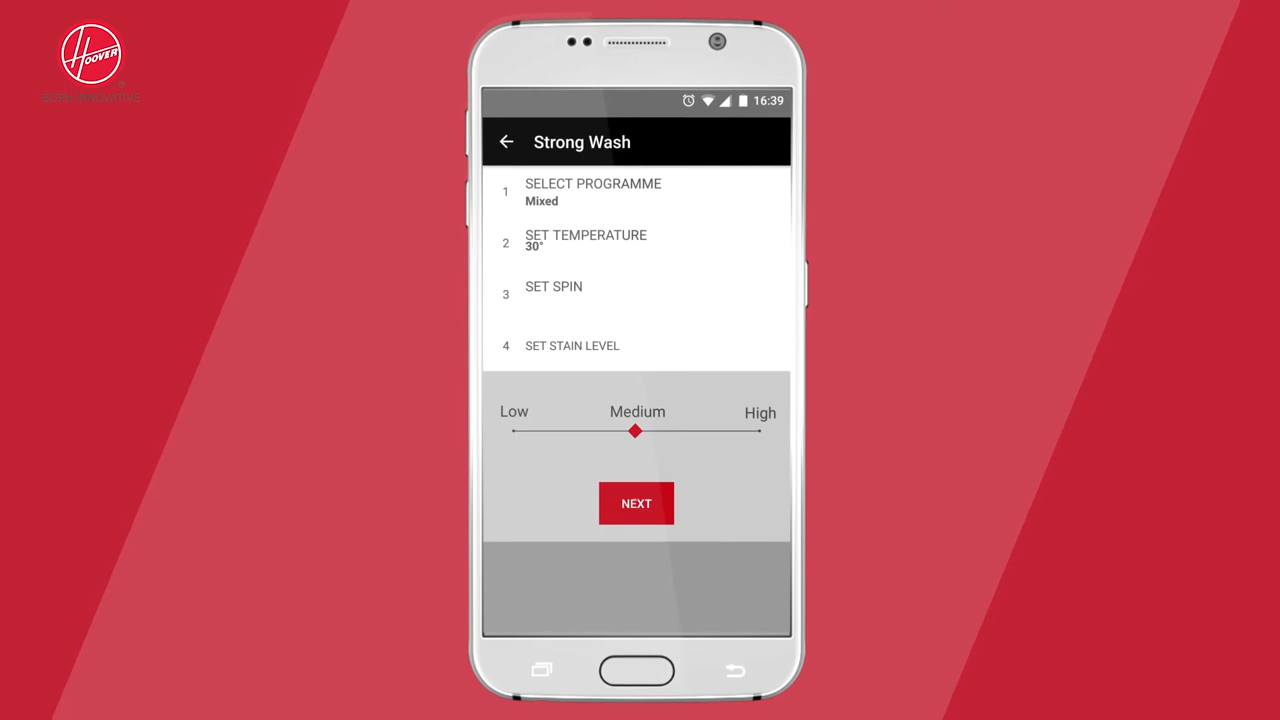 HOOVER
BORN INNOVATIVE
16:39
Strong Wash
1 SELECT PROGRAMME
Mixed
2 SET TEMPERATURE
30°
3 SET SPIN
4 SET STAIN LEVEL
Low Medium High
NEXT